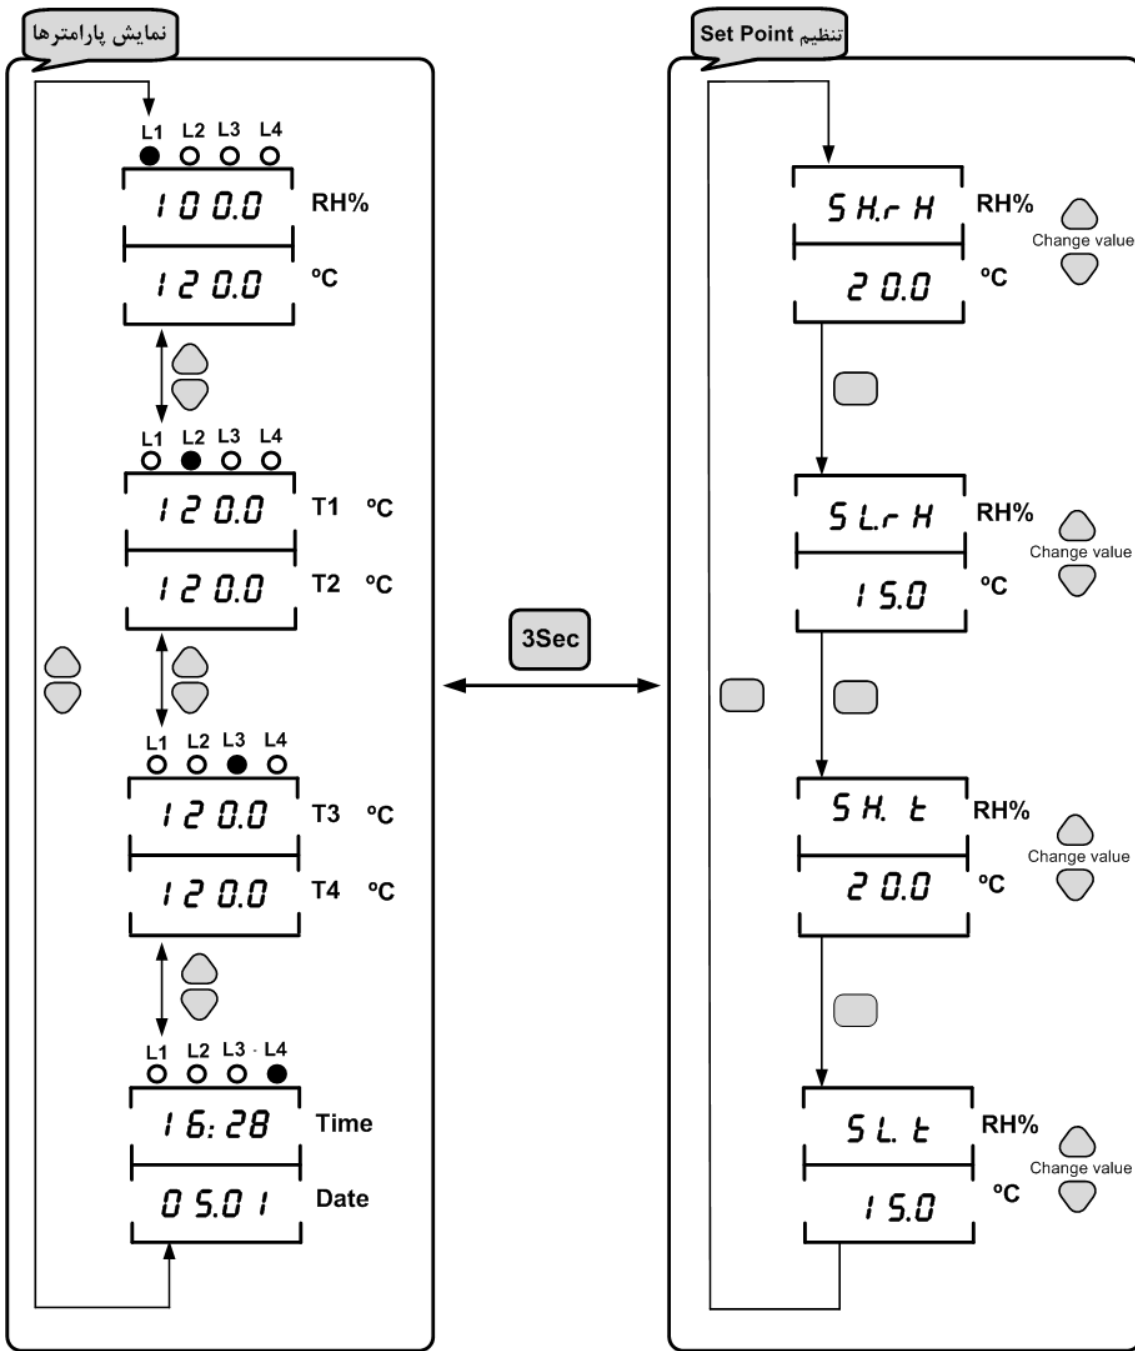 نمایش پارامترها
L1 L2 L3 L4
100.0 RH%
120.0 ºC
L1 L2 L3 L4
120.0 T1 ºC
120.0 T2 ºC
L1 L2 L3 L4
120.0 T3 ºC
120.0 T4 ºC
L1 L2 L3 L4
16:28 Time
05.01 Date
3Sec
تنظیم Set Point
SH.rH RH%
Change value
20.0 ºC
SL.rH RH%
Change value
15.0 ºC
SH. t RH%
Change value
20.0 ºC
SL. t RH%
Change value
15.0 ºC